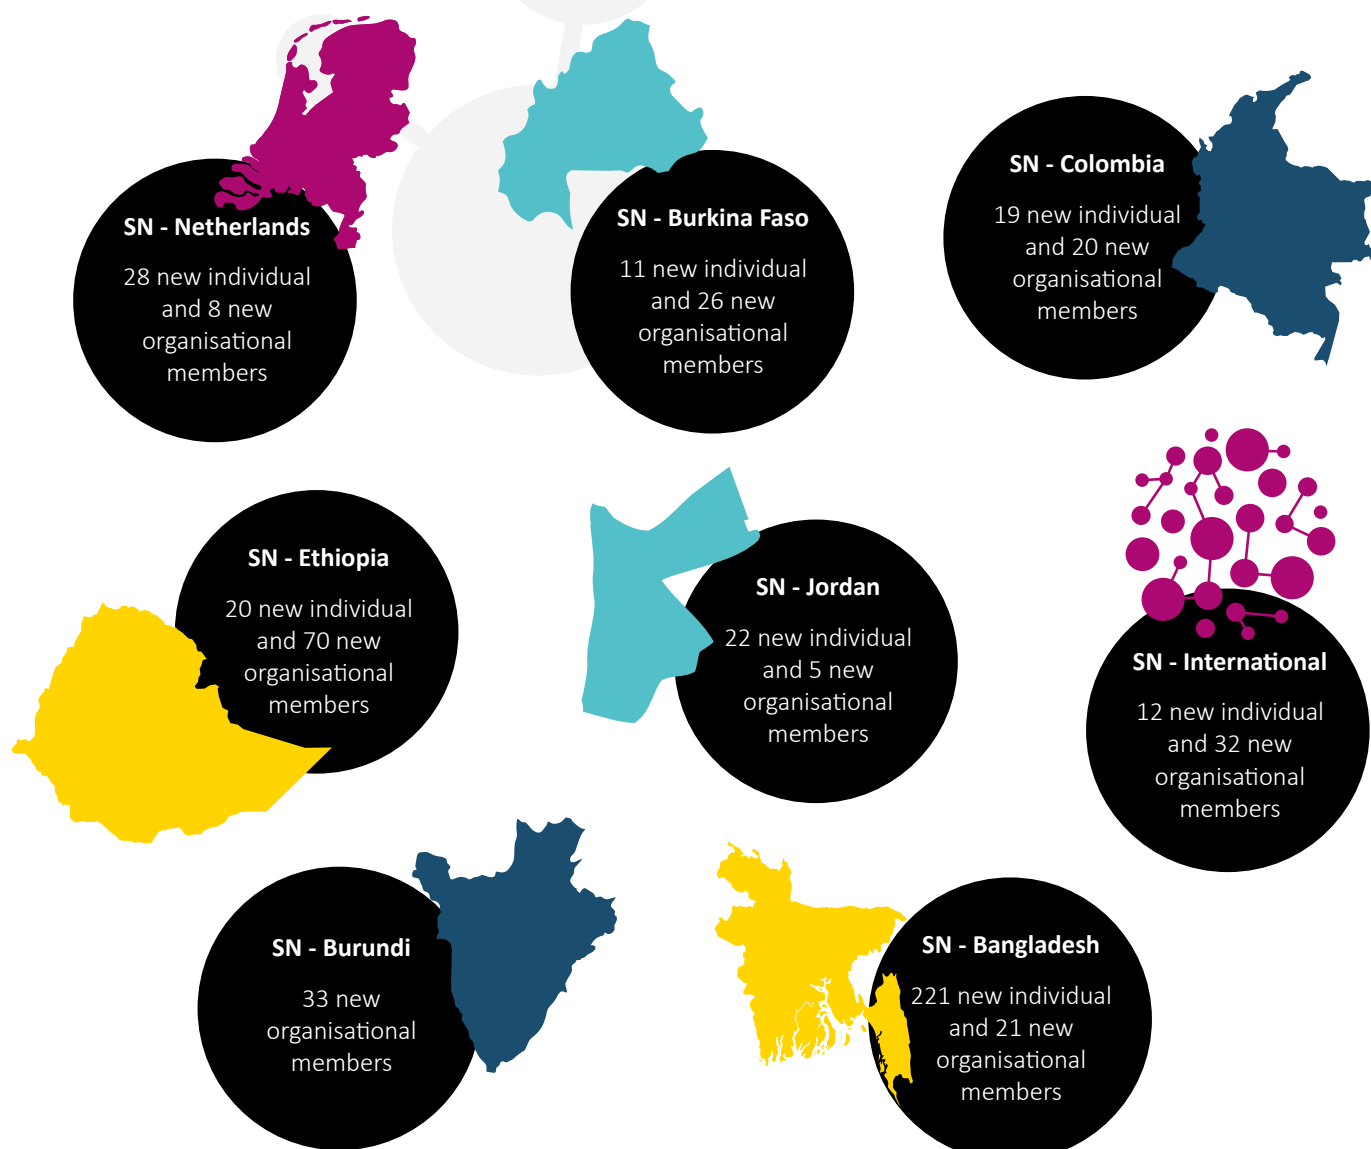 SN - Netherlands
28 new individual
and 8 new
organisational
members
SN - Burkina Faso
11 new individual
and 26 new
organisational
members
SN - Colombia
19 new individual
and 20 new
organisational
members
SN - Ethiopia
20 new individual
and 70 new
organisational
members
SN - Jordan
22 new individual
and 5 new
organisational
members
SN - International
12 new individual
and 32 new
organisational
members
SN - Burundi
33 new
organisational
members
SN - Bangladesh
221 new individual
and 21 new
organisational
members